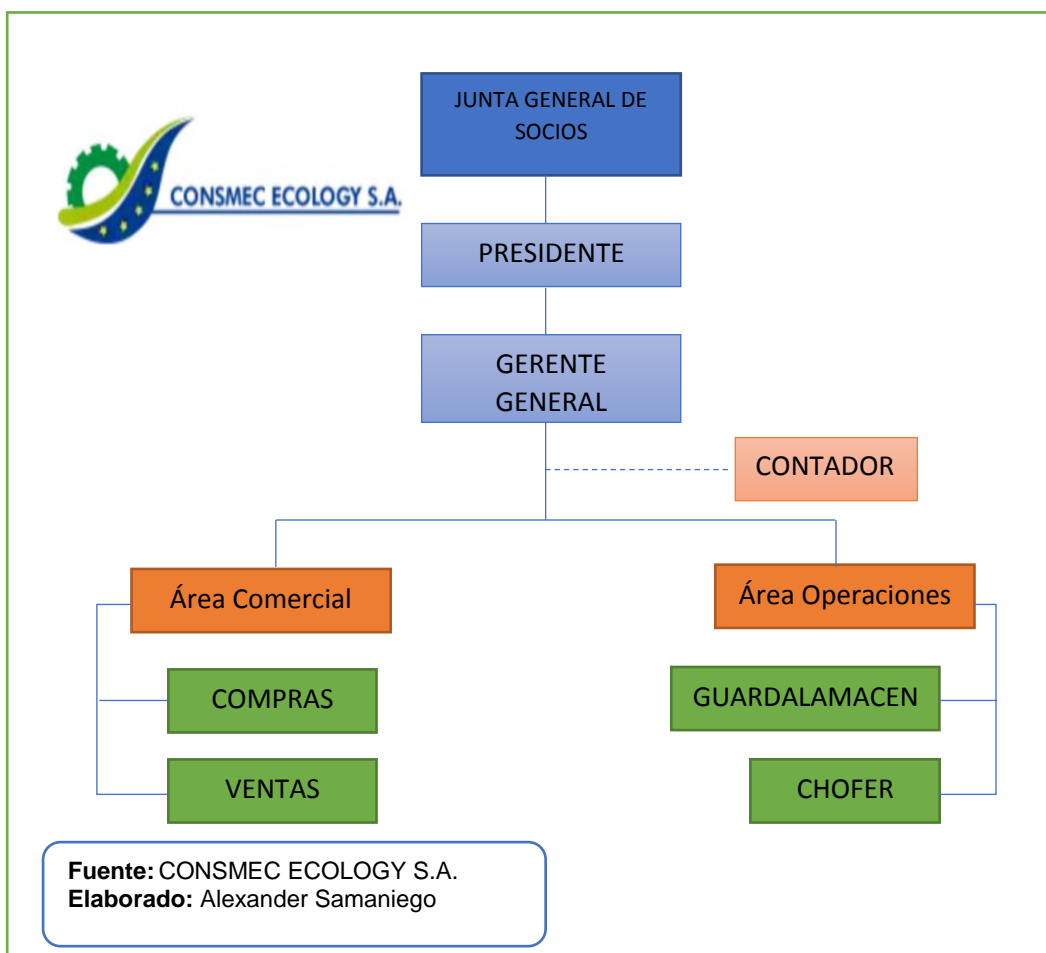 JUNTA GENERAL DE
SOCIOS
CONSMEC ECOLOGY S.A.
PRESIDENTE
GERENTE
GENERAL
CONTADOR
Área Comercial
Área Operaciones
COMPRAS
GUARDALAMACEN
VENTAS
CHOFER
Fuente: CONSMEC ECOLOGY S.A.
Elaborado: Alexander Samaniego